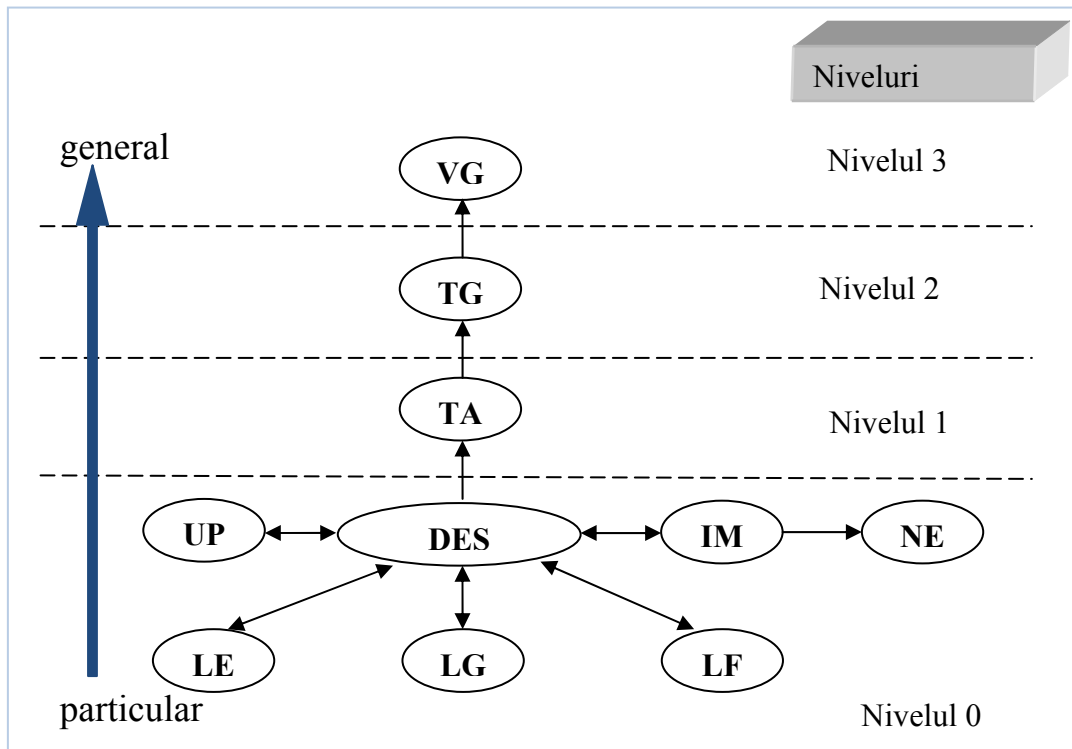 Niveluri
general
VG
Nivelul 3
TG
Nivelul 2
TA
Nivelul 1
UP
DES
IM
NE
LE
LG
LF
particular
Nivelul 0